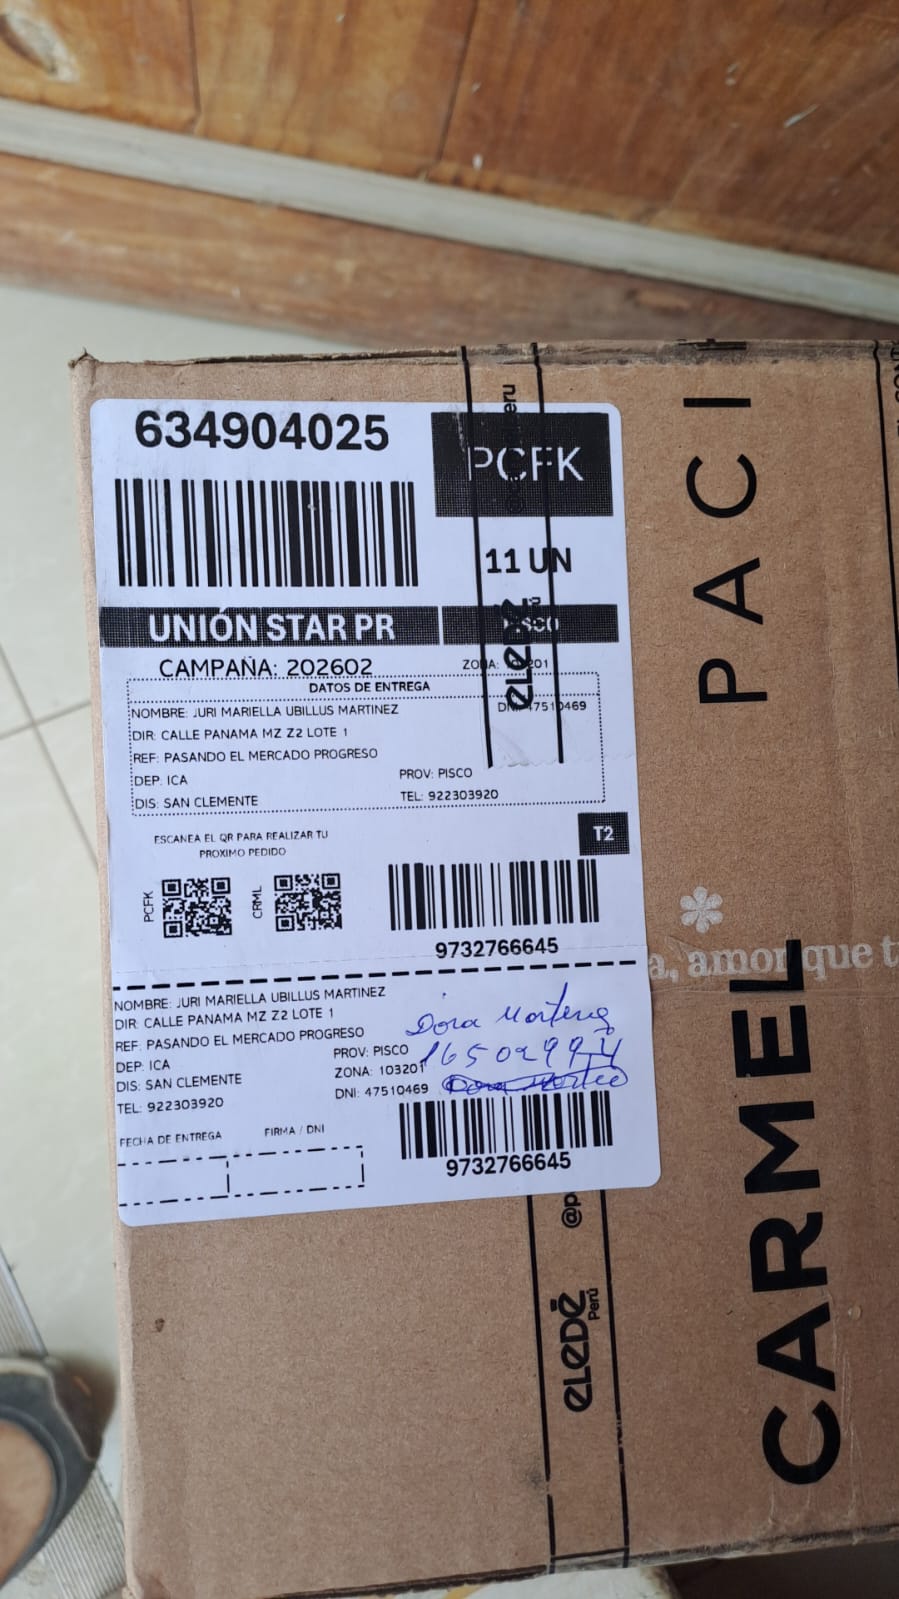 634904025
PCFK
11 UN
UNIÓN STAR PR
PISCO
CAMPAÑA: 202602
ZONA: 103201
DATOS DE ENTREGA
NOMBRE: JURI MARIELLA UBILLUS MARTINEZ
DNI: 47510469
DIR: CALLE PANAMA MZ Z2 LOTE 1
REF: PASANDO EL MERCADO PROGRESO
DEP: ICA
PROV: PISCO
DIS: SAN CLEMENTE
TEL: 922303920
T2
ESCANEA EL QR PARA REALIZAR TU
PROXIMO PEDIDO
PCFK
CRML
9732766645
NOMBRE: JURI MARIELLA UBILLUS MARTINEZ
DIR: CALLE PANAMA MZ Z2 LOTE 1
REF: PASANDO EL MERCADO PROGRESO
DEP: ICA
PROV: PISCO
DIS: SAN CLEMENTE
ZONA: 103201
TEL: 922303920
DNI: 47510469
Dora
FECHA DE ENTREGA
FIRMA / DNI
9732766645
eLeDē
eLeDē
Perú
@p
PACI
CARMEL
a, amor que t